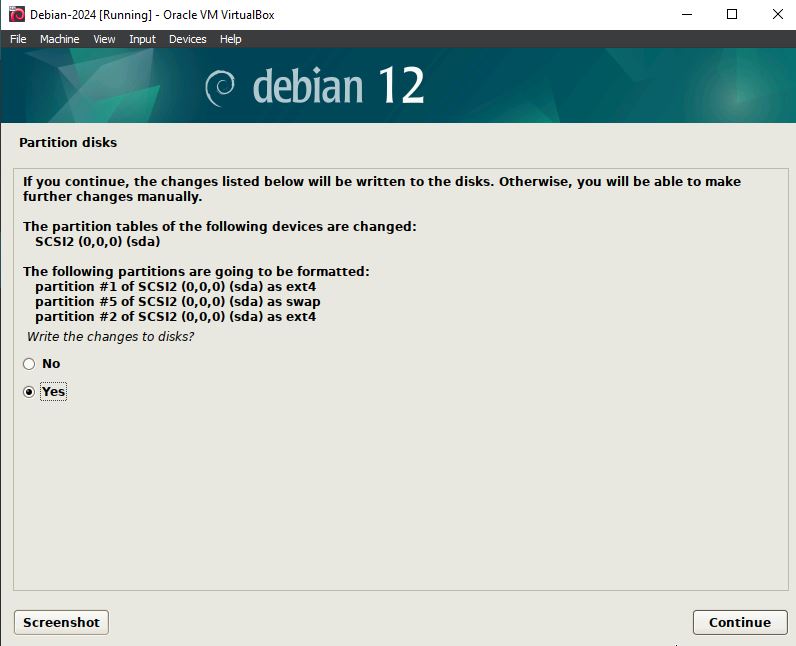 Debian-2024 [Running] - Oracle VM VirtualBox
File Machine View Input Devices Help
debian 12
Partition disks
If you continue, the changes listed below will be written to the disks. Otherwise, you will be able to make
further changes manually.
The partition tables of the following devices are changed:
SCSI2 (0,0,0) (sda)
The following partitions are going to be formatted:
partition #1 of SCSI2 (0,0,0) (sda) as ext4
partition #5 of SCSI2 (0,0,0) (sda) as swap
partition #2 of SCSI2 (0,0,0) (sda) as ext4
Write the changes to disks?
No
Yes
Screenshot
Continue